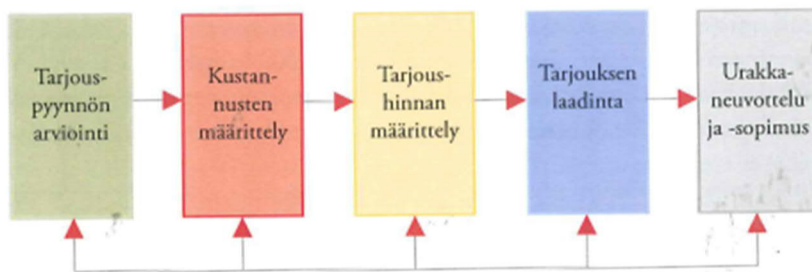 Tarjous-
pyynnön
arviointi
Kustan-
nusten
määrittely
Tarjous-
hinnan
määrittely
Tarjouksen
laadinta
Urakka-
neuvottelu
ja -sopimus